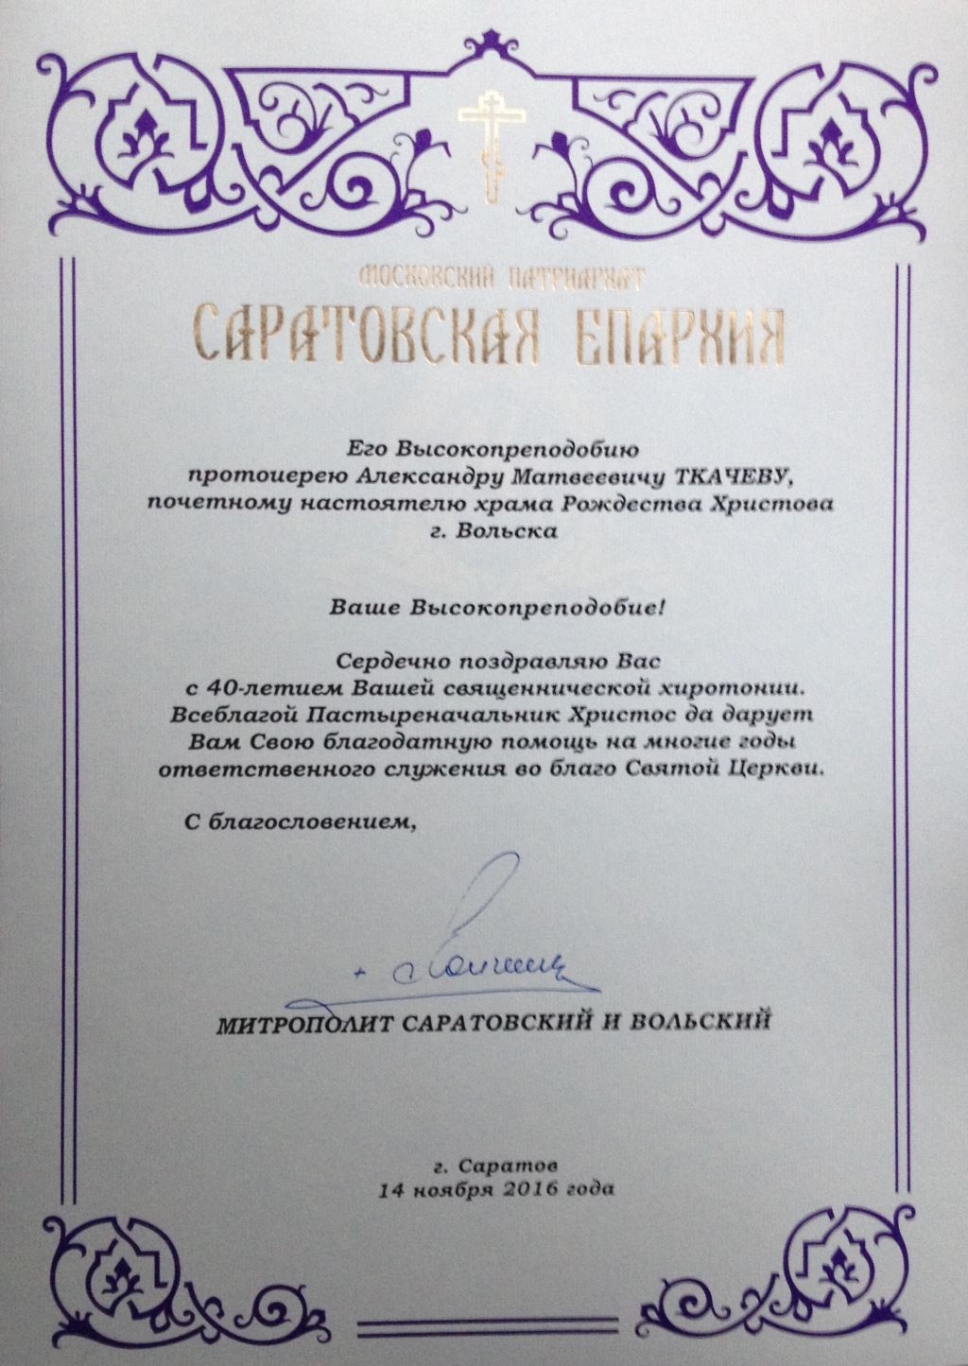 МОСКОВСКИЙ ПАТРИАРХАТ
САРАТОВСКАЯ ЕПАРХИЯ
Его Высокопреподобию
протоиерею Александру Матвеевичу ТКАЧЕВУ,
почетному настоятелю храма Рождества Христова
г. Вольска
Ваше Высокопреподобие!
Сердечно поздравляю Вас
с 40-летием Вашей священнической хиротонии.
Всеблагой Пастыреначальник Христос да дарует
Вам Свою благодатную помощь на многие годы
ответственного служения во благо Святой Церкви.
С благословением,
МИТРОПОЛИТ САРАТОВСКИЙ И ВОЛЬСКИЙ
г. Саратов
14 ноября 2016 года